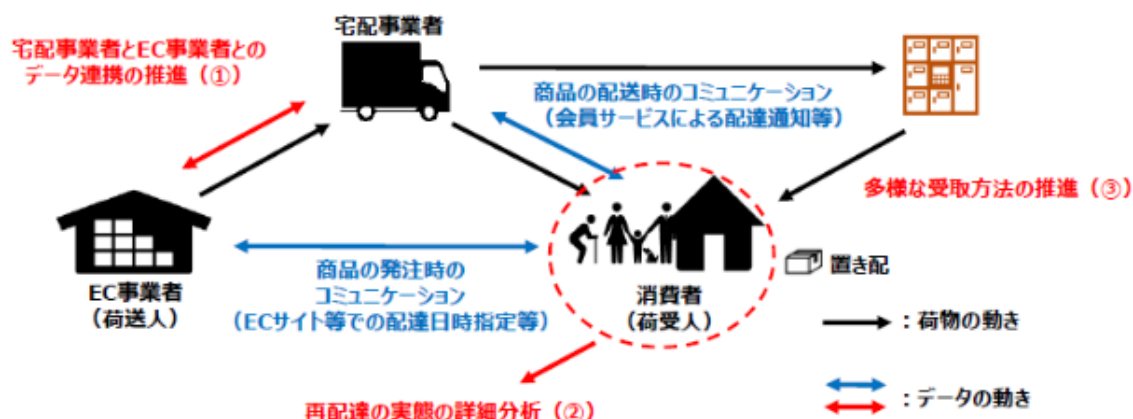 宅配事業者
宅配事業者とEC事業者との
データ連携の推進（①）
商品の配送時のコミュニケーション
（会員サービスによる配達通知等）
多様な受取方法の推進（③）
置き配
EC事業者
（荷送人）
商品の発注時の
コミュニケーション
（ECサイト等での配達日時指定等）
消費者
（荷受人）
：荷物の動き
：データの動き
再配達の実態の詳細分析（②）